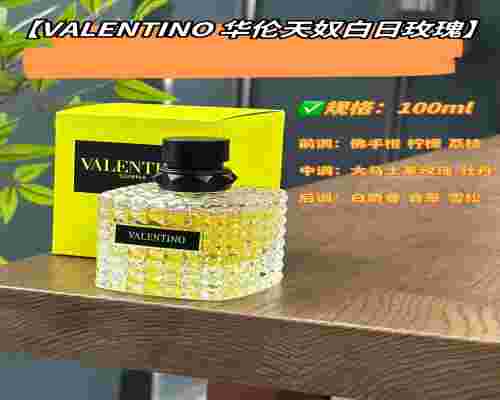 【VALENTINO 华伦天奴白日玫瑰】
✅规格：100ml
前调：佛手柑 柠檬 荔枝
中调：大马士革玫瑰 牡丹
后调：白麝香 香草 雪松
VALENTI
VALENTINO